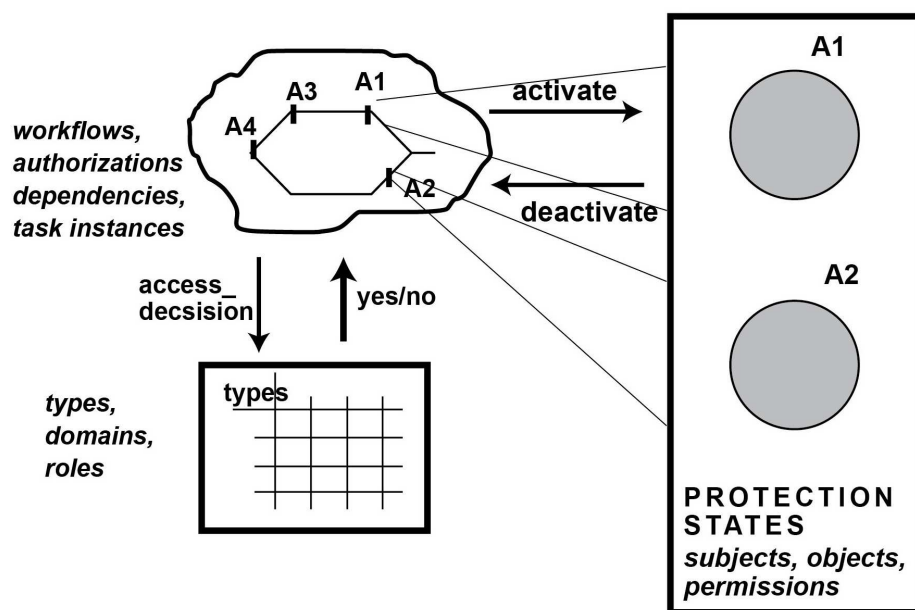 A1
A3
A1
activate
A4
workflows,
authorizations
dependencies,
task instances
A2
deactivate
A2
access_
decsision
yes/no
types
types,
domains,
roles
PROTECTION
STATES
subjects, objects,
permissions